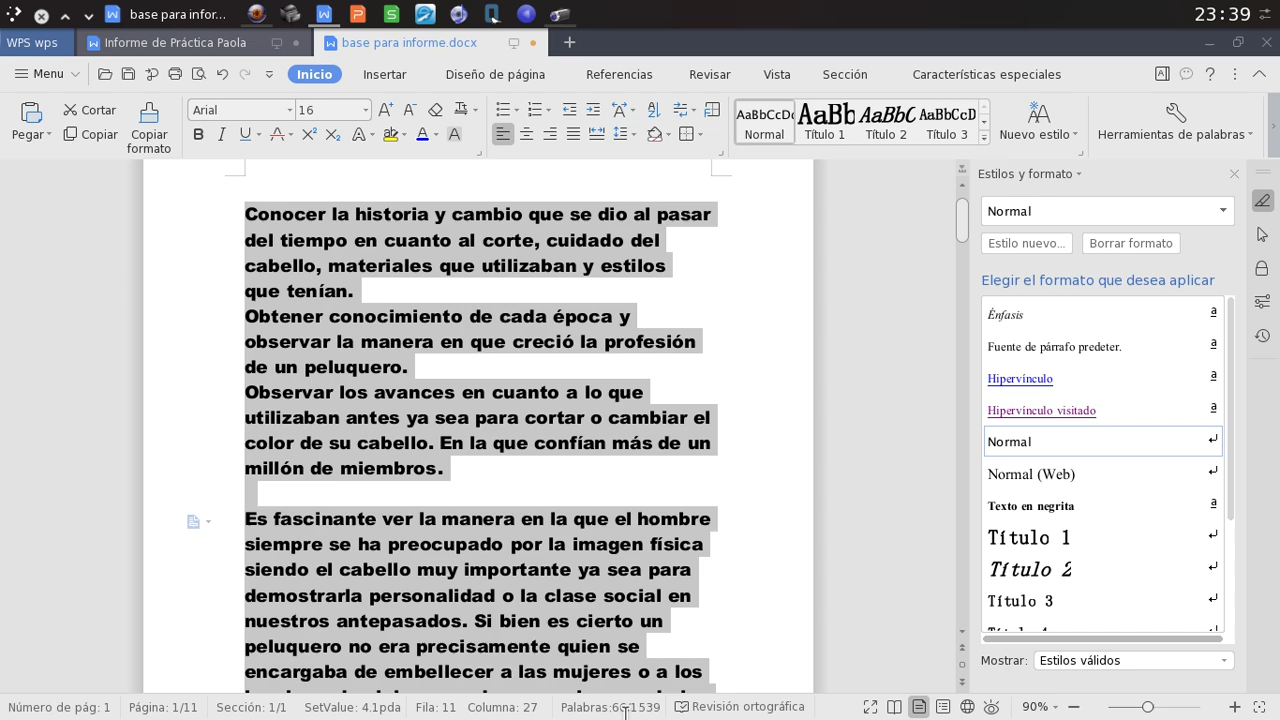 base para infor...
23:39
WPS wps
Informe de Práctica Paola
base para informe.docx
Menu
Inicio
Insertar
Diseño de página
Referencias
Revisar
Vista
Sección
Características especiales
Pegar
Cortar
Copiar
Copiar formato
Arial
16
AaBbCcDc
Normal
AaBb
Título 1
AaBbC
Título 2
AaBbCcD
Título 3
Nuevo estilo
Herramientas de palabras
Conocer la historia y cambio que se dio al pasar
del tiempo en cuanto al corte, cuidado del
cabello, materiales que utilizaban y estilos
que tenían.
Obtener conocimiento de cada época y
observar la manera en que creció la profesión
de un peluquero.
Observar los avances en cuanto a lo que
utilizaban antes ya sea para cortar o cambiar el
color de su cabello. En la que confían más de un
millón de miembros.
Es fascinante ver la manera en la que el hombre
siempre se ha preocupado por la imagen física
siendo el cabello muy importante ya sea para
demostrarla personalidad o la clase social en
nuestros antepasados. Si bien es cierto un
peluquero no era precisamente quien se
encargaba de embellecer a las mujeres o a los
Estilos y formato
Normal
Estilo nuevo...
Borrar formato
Elegir el formato que desea aplicar
Énfasis
Fuente de párrafo predeter.
Hipervínculo
Hipervínculo visitado
Normal
Normal (Web)
Texto en negrita
Título 1
Título 2
Título 3
Mostrar:
Estilos válidos
Número de pág: 1
Página: 1/11
Sección: 1/1
SetValue: 4.1pda
Fila: 11
Columna: 27
Revisión ortográfica
90%